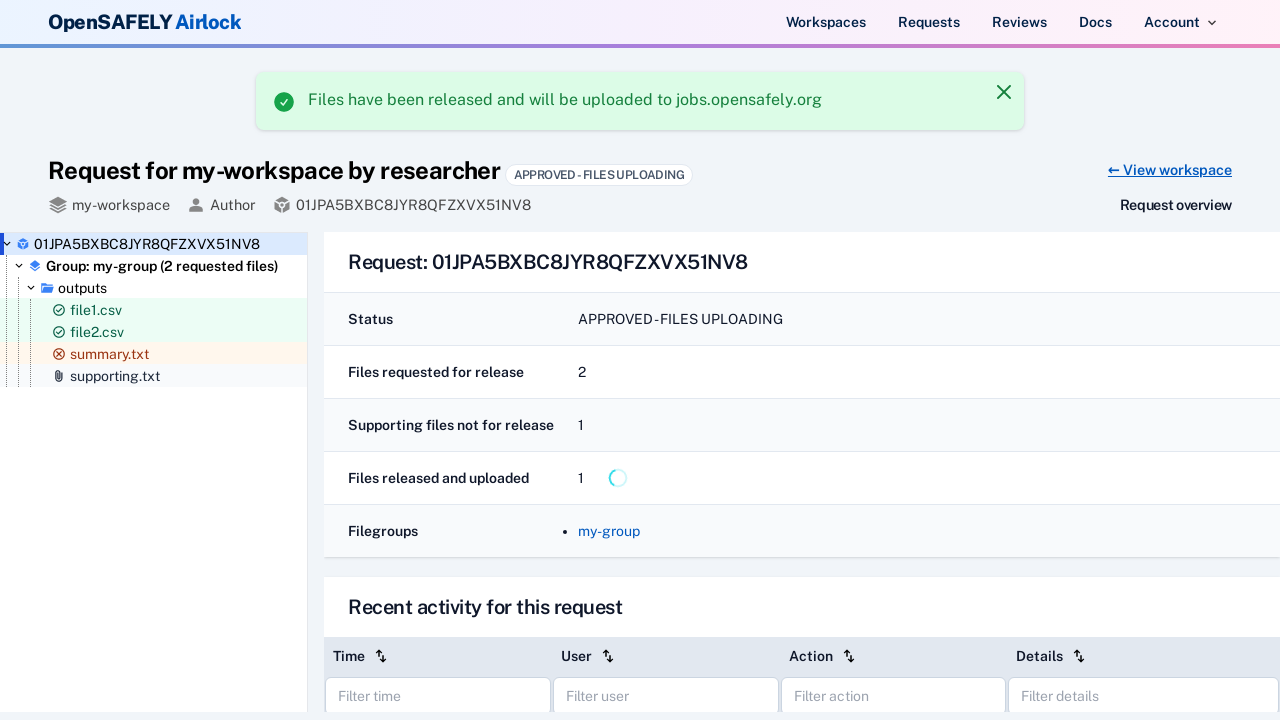 OpenSAFELY Airlock
Workspaces Requests Reviews Docs Account
Files have been released and will be uploaded to jobs.opensafely.org
Request for my-workspace by researcher APPROVED - FILES UPLOADING
← View workspace
my-workspace Author 01JPA5BXBC8JYR8QFZXVX51NV8
Request overview
01JPA5BXBC8JYR8QFZXVX51NV8
Group: my-group (2 requested files)
outputs
file1.csv
file2.csv
summary.txt
supporting.txt
Request: 01JPA5BXBC8JYR8QFZXVX51NV8
Status APPROVED - FILES UPLOADING
Files requested for release 2
Supporting files not for release 1
Files released and uploaded 1
Filegroups • my-group
Recent activity for this request
Time User Action Details
Filter time Filter user Filter action Filter details